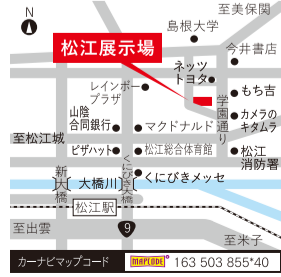 至美保関
N
島根大学
松江展示場
今井書店
ネッツ
トヨタ
レインボー
プラザ
もち吉
学園通り
カメラの
キタムラ
山陰
合同銀行
マクドナルド
至松江城
ピザハット
松江総合体育館
松江
消防署
くにびきメッセ
新大橋
大橋川
くにびき大橋
松江駅
9
至出雲
至米子
カーナビマップコード
MAPCODE
163 503 855*40